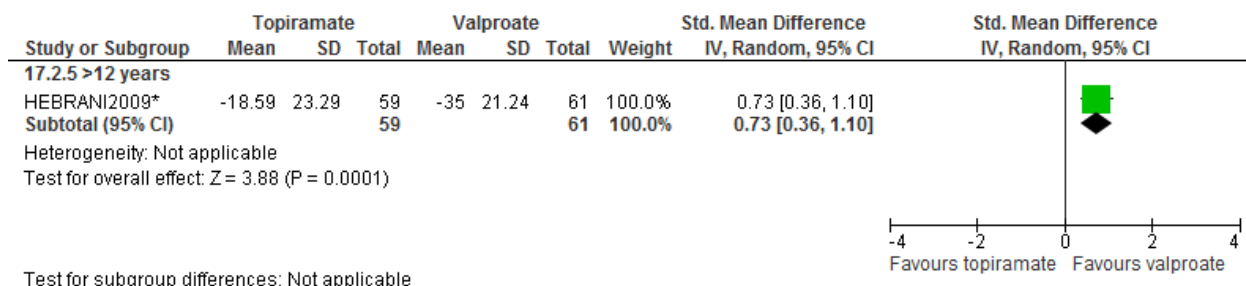 Topiramate Valproate Std. Mean Difference Std. Mean Difference
Study or Subgroup Mean SD Total Mean SD Total Weight IV, Random, 95% CI IV, Random, 95% CI
17.2.5 >12 years
HEBRANI2009* -18.59 23.29 59 -35 21.24 61 100.0% 0.73 [0.36, 1.10]
Subtotal (95% CI) 59 61 100.0% 0.73 [0.36, 1.10]
Heterogeneity: Not applicable
Test for overall effect: Z = 3.88 (P = 0.0001)
-4 -2 0 2 4
Favours topiramate Favours valproate
Test for subgroup differences: Not applicable